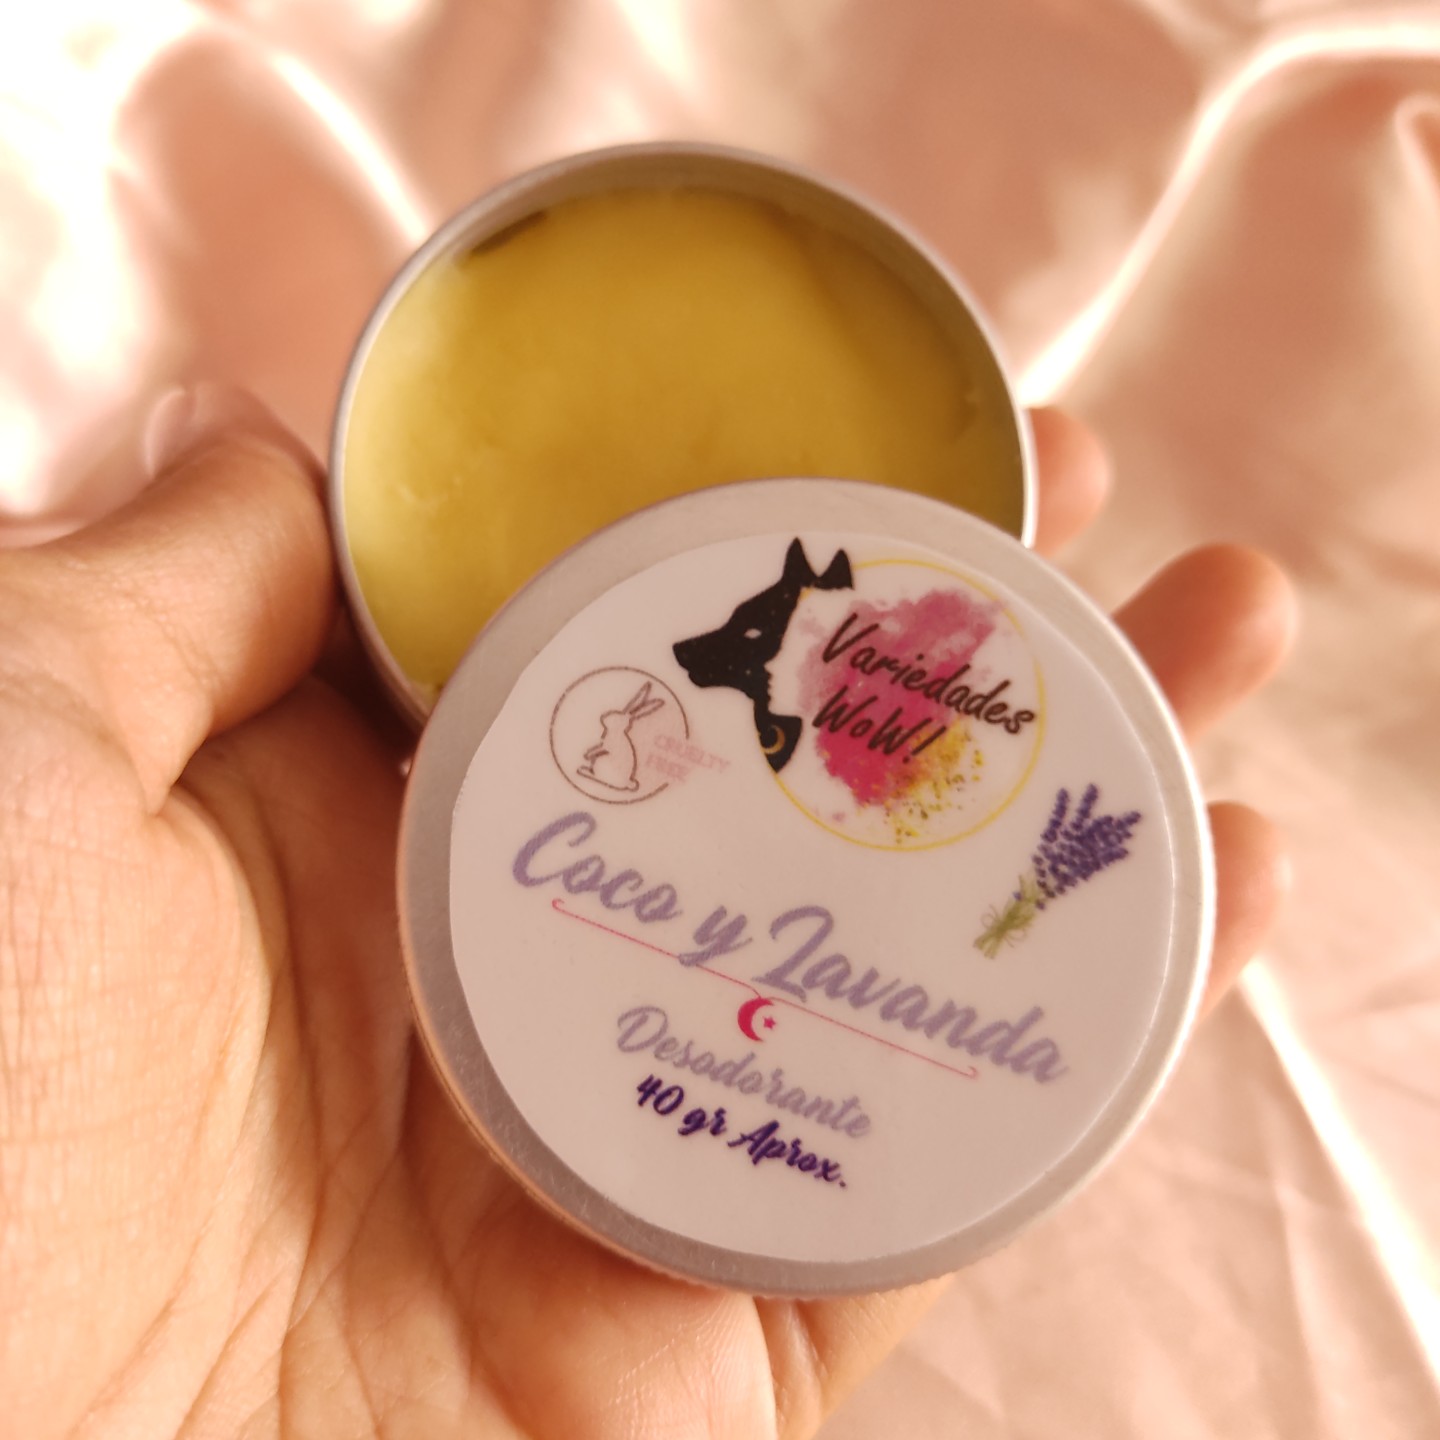 Variedades
WoW!
CRUELTY
FREE
Coco y Lavanda
Desodorante
40 gr Aprox.